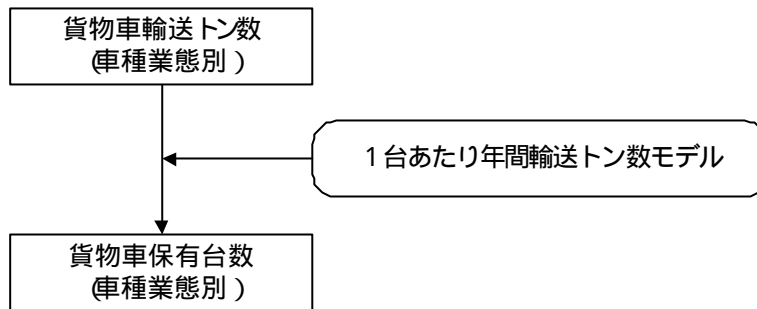 貨物車輸送トン数
(車種業態別)
1台あたり年間輸送トン数モデル
貨物車保有台数
(車種業態別)